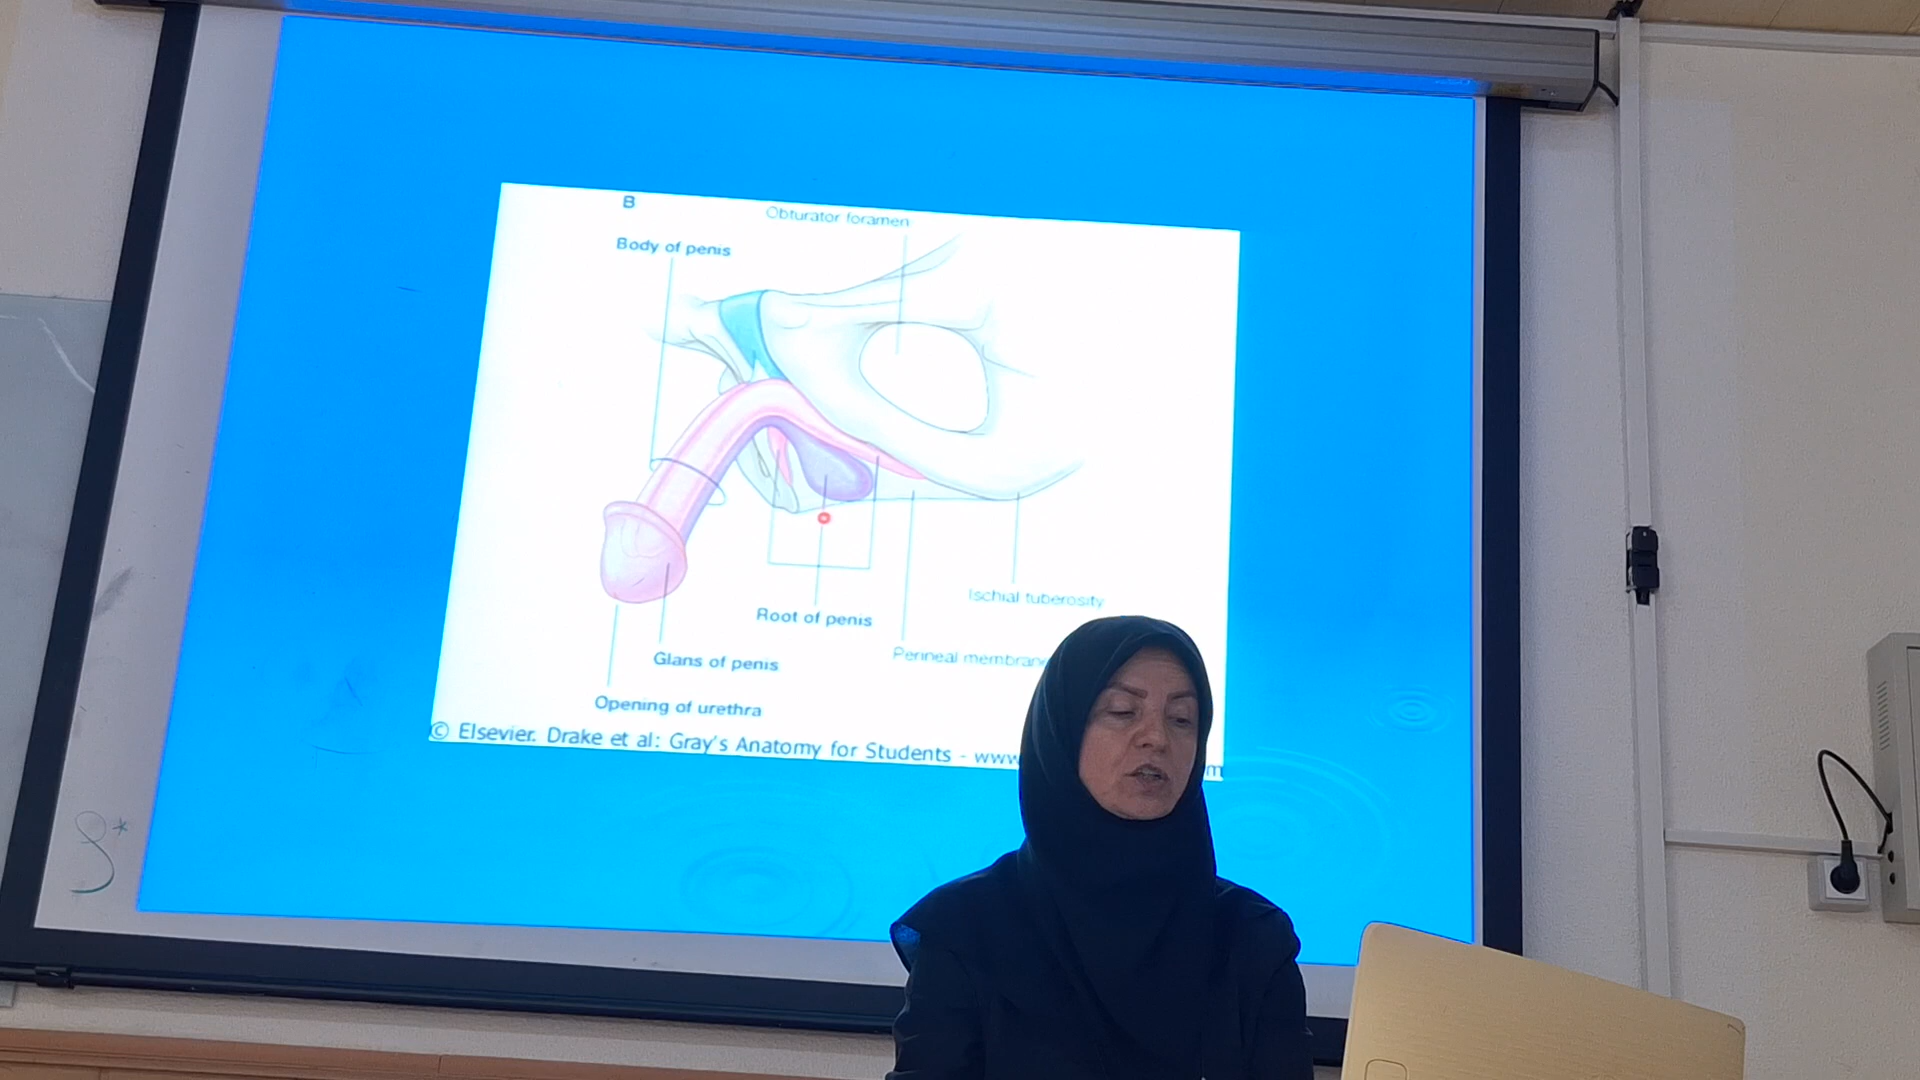 B
Obturator foramen
Body of penis
Ischial tuberosity
Root of penis
Perineal membrane
Glans of penis
Opening of urethra
© Elsevier. Drake et al: Gray's Anatomy for Students - www
m